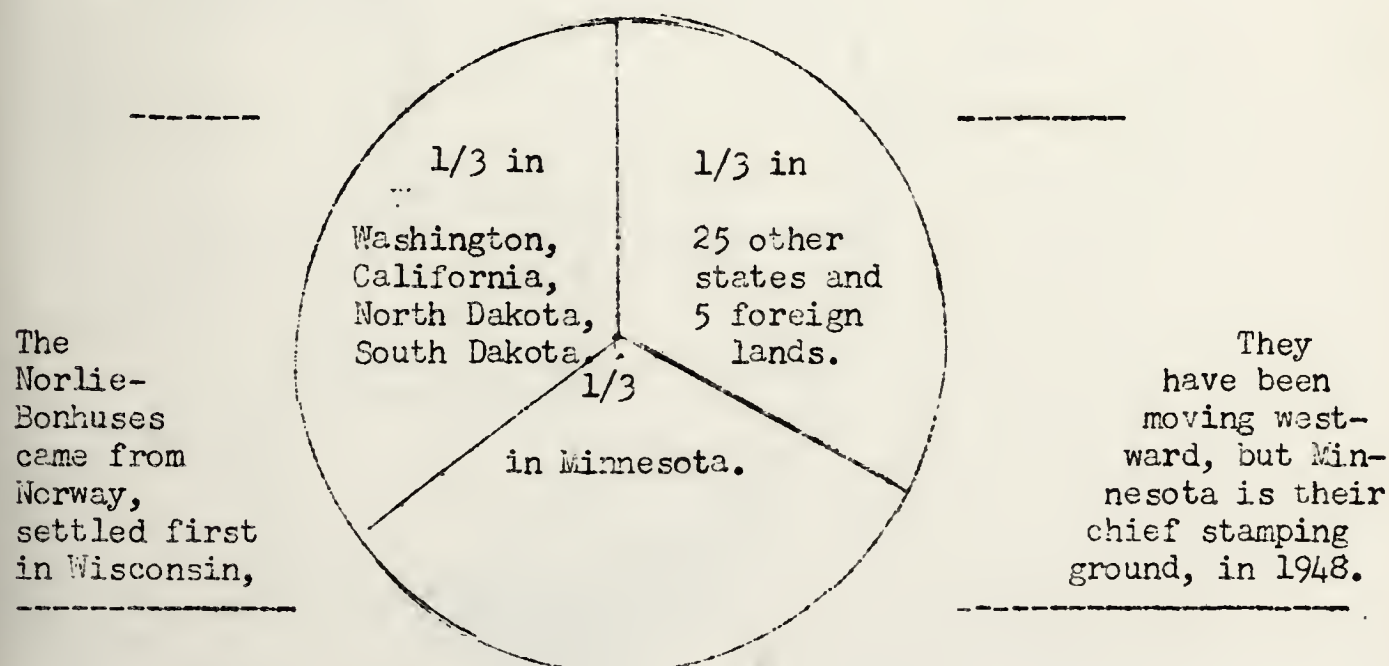 1/3 in
Washington,
California,
North Dakota,
South Dakota.
1/3 in
25 other
states and
5 foreign
lands.
1/3
in Minnesota.
The
Norlie-
Bonhuses
came from
Norway,
settled first
in Wisconsin,
They
have been
moving west-
ward, but Min-
nesota is their
chief stamping
ground, in 1948.